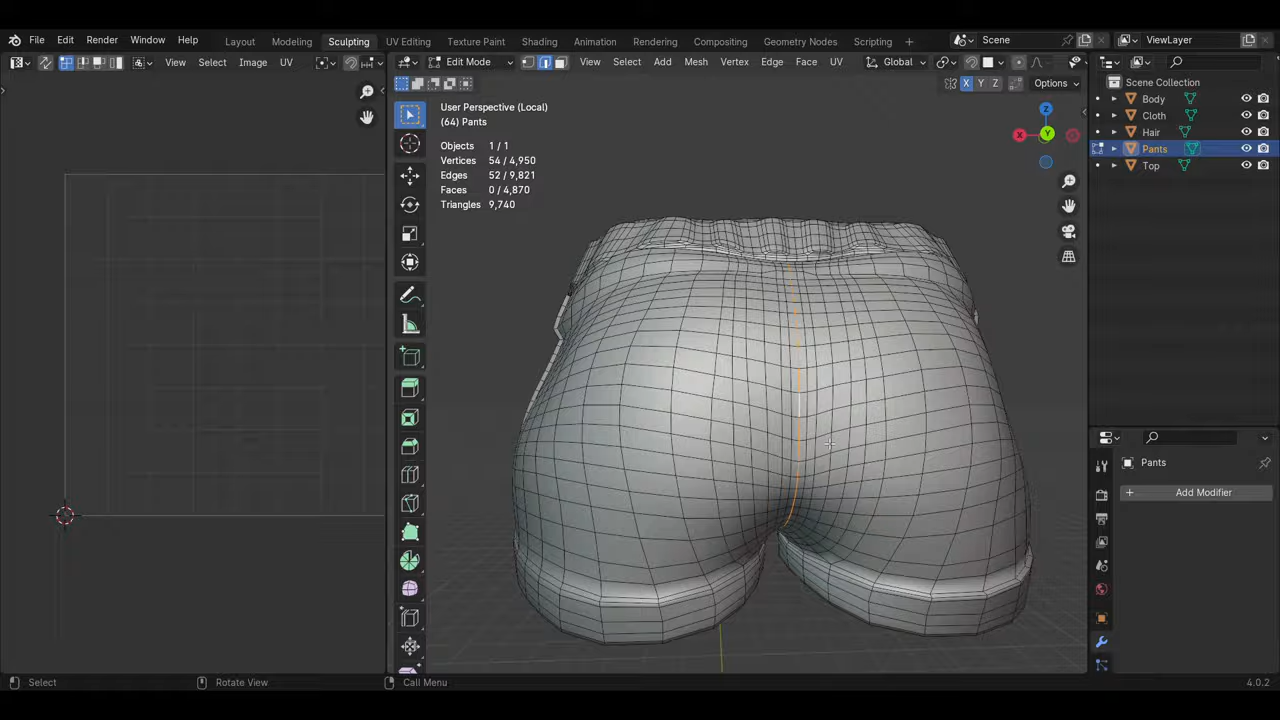 File Edit Render Window Help Layout Modeling Sculpting UV Editing Texture Paint Shading Animation Rendering Compositing Geometry Nodes Scripting + Scene ViewLayer
View Select Image UV Edit Mode View Select Add Mesh Vertex Edge Face UV Global
X Y Z Options Scene Collection
User Perspective (Local)
(64) Pants
Objects 1 / 1
Vertices 54 / 4,950
Edges 52 / 9,821
Faces 0 / 4,870
Triangles 9,740
Z
X
Y
Body
Cloth
Hair
Pants
Top
Pants
+ Add Modifier
Select Rotate View Call Menu 4.0.2